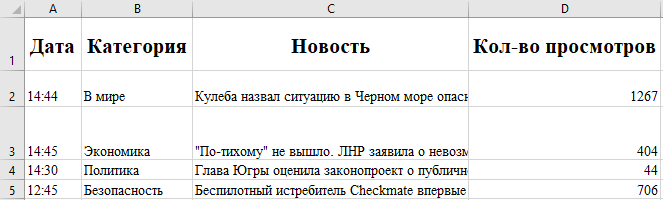 A B C D
1 Дата Категория Новость Кол-во просмотров
2 14:44 В мире Кулеба назвал ситуацию в Черном море опасн 1267
3 14:45 Экономика "По-тихому" не вышло. ЛНР заявила о невозм 404
4 14:30 Политика Глава Югры оценила законопроект о публичн 44
5 12:45 Безопасность Беспилотный истребитель Checkmate впервые 706